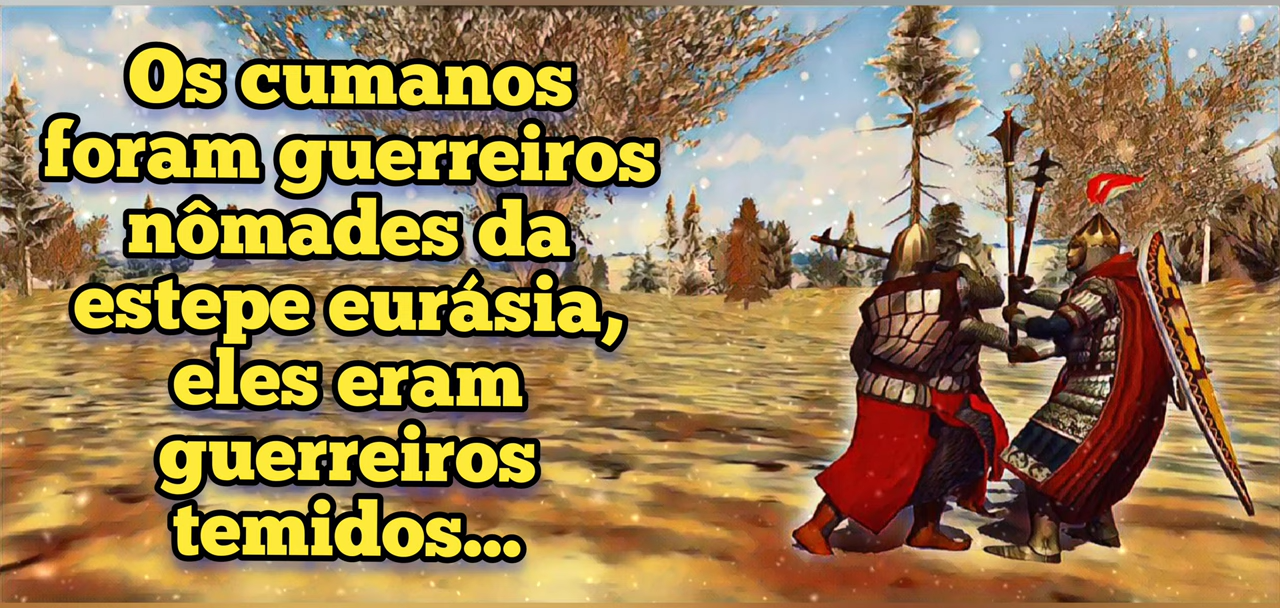 Os cumanos
foram guerreiros
nômades da
estepe eurásia,
eles eram
guerreiros
temidos...